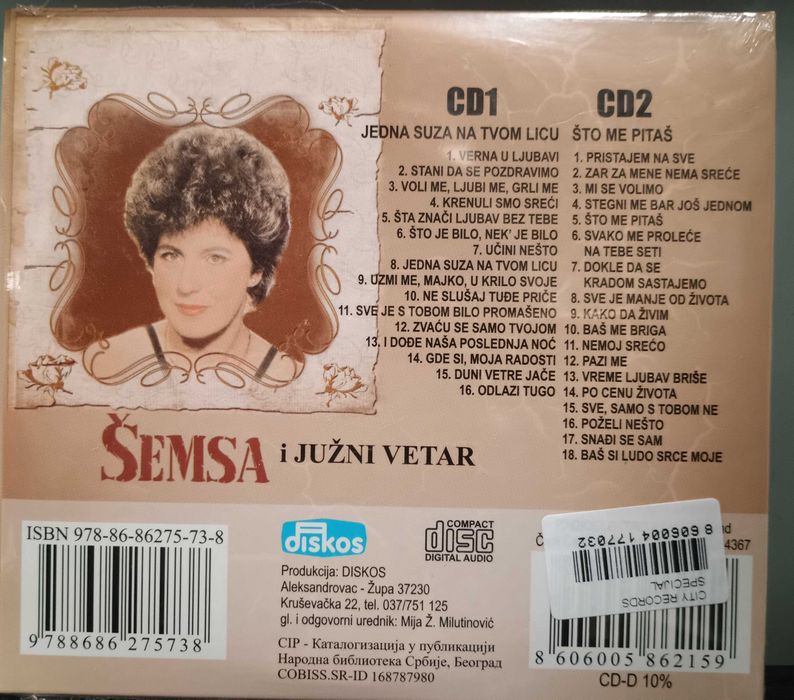 CD1
JEDNA SUZA NA TVOM LICU
1. VERNA U LJUBAVI
2. STANI DA SE POZDRAVIMO
3. VOLI ME, LJUBI ME, GRLI ME
4. KRENULI SMO SREĆI
5. ŠTA ZNAČI LJUBAV BEZ TEBE
6. ŠTO JE BILO, NEK' JE BILO
7. UČINI NEŠTO
8. JEDNA SUZA NA TVOM LICU
9. UZMI ME, MAJKO, U KRILO SVOJE
10. NE SLUŠAJ TUĐE PRIČE
11. SVE JE S TOBOM BILO PROMAŠENO
12. ZVAĆU SE SAMO TVOJOM
13. I DOĐE NAŠA POSLEDNJA NOĆ
14. GDE SI, MOJA RADOSTI
15. DUNI VETRE JAČE
16. ODLAZI TUGO
CD2
ŠTO ME PITAŠ
1. PRISTAJEM NA SVE
2. ZAR ZA MENE NEMA SREĆE
3. MI SE VOLIMO
4. STEGNI ME BAR JOŠ JEDNOM
5. ŠTO ME PITAŠ
6. SVAKO ME PROLEĆE
NA TEBE SETI
7. DOKLE DA SE
KRADOM SASTAJEMO
8. SVE JE MANJE OD ŽIVOTA
9. KAKO DA ŽIVIM
10. BAŠ ME BRIGA
11. NEMOJ SREĆO
12. PAZI ME
13. VREME LJUBAV BRIŠE
14. PO CENU ŽIVOTA
15. SVE, SAMO S TOBOM NE
16. POŽELI NEŠTO
17. SNAĐI SE SAM
18. BAŠ SI LUDO SRCE MOJE
ŠEMSA i JUŽNI VETAR
ISBN 978-86-86275-73-8
9 788686 275738
diskos
COMPACT
disc
DIGITAL AUDIO
Produkcija: DISKOS
Aleksandrovac - Župa 37230
Kruševačka 22, tel. 037/751 125
gl. i odgovorni urednik: Mija Ž. Milutinović
CIP - Каталогизација у публикацији
Народна библиотека Србије, Београд
COBISS.SR-ID 168787980
4367
8 606004 177032
CITY RECORDS
SPECIJAL
8 606005 862159
CD-D 10%